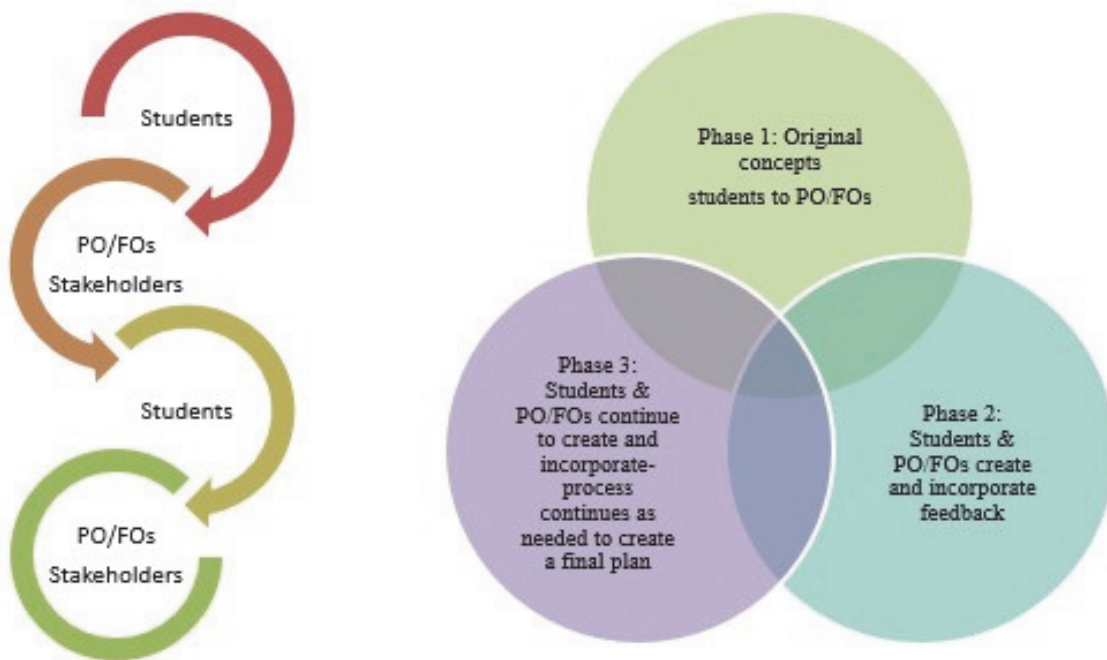 Students
PO/FOs
Stakeholders
Students
PO/FOs
Stakeholders
Phase 1: Original
concepts
students to PO/FOs
Phase 3:
Students &
PO/FOs continue
to create and
incorporate-
process
continues as
needed to create
a final plan
Phase 2:
Students &
PO/FOs create
and incorporate
feedback